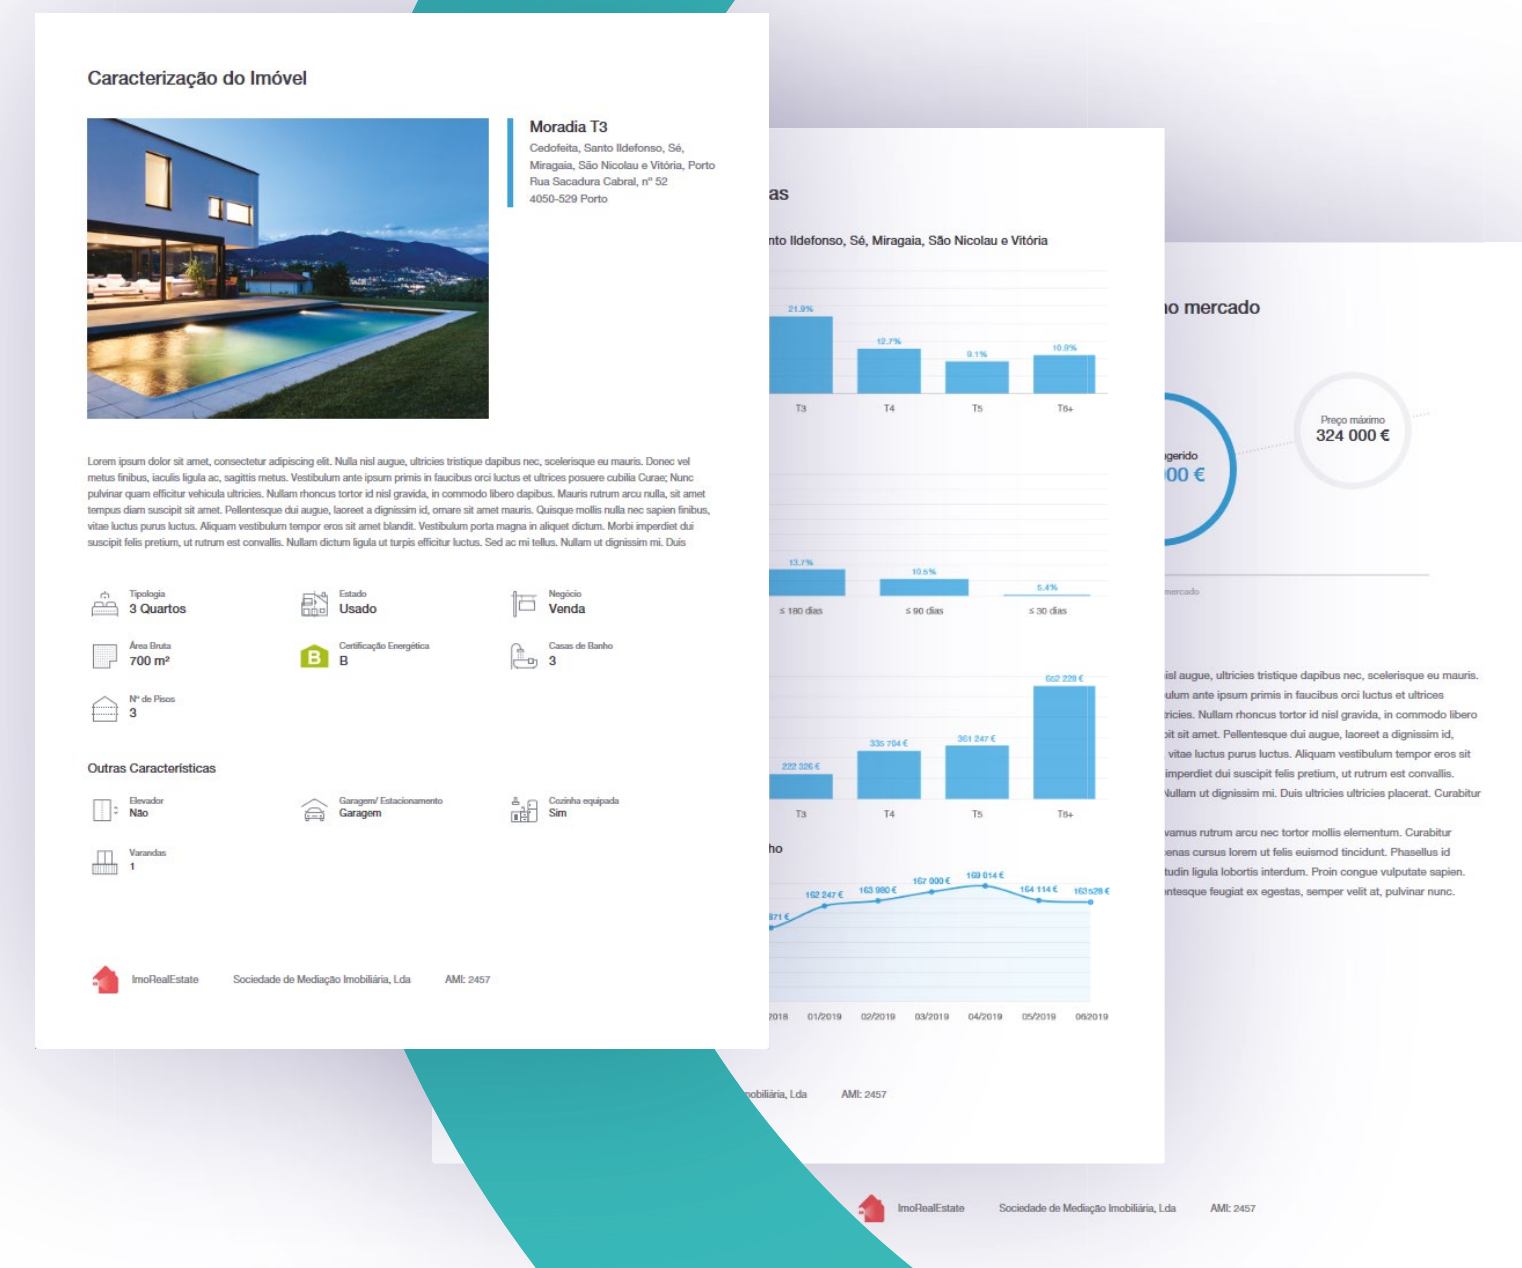 Caracterização do Imóvel
Moradia T3
Cedofeita, Santo Ildefonso, Sé,
Miragaia, São Nicolau e Vitória, Porto
Rua Sacadura Cabral, nº 52
4050-529 Porto
Lorem ipsum dolor sit amet, consectetur adipiscing elit. Nulla nisl augue, ultricies tristique dapibus nec, scelerisque eu mauris. Donec vel
metus finibus, iaculis ligula ac, sagittis metus. Vestibulum ante ipsum primis in faucibus orci luctus et ultrices posuere cubilia Curae; Nunc
pulvinar quam efficitur vehicula ultricies. Nullam rhoncus tortor id nisl gravida, in commodo libero dapibus. Mauris rutrum arcu nulla, sit amet
tempus diam suscipit sit amet. Pellentesque dui augue, laoreet a dignissim id, ornare sit amet mauris. Quisque mollis nulla nec sapien finibus,
vitae luctus purus luctus. Aliquam vestibulum tempor eros sit amet blandit. Vestibulum porta magna in aliquet dictum. Morbi imperdiet dui
suscipit felis pretium, ut rutrum est convallis. Nullam dictum ligula ut turpis efficitur luctus. Sed ac mi tellus. Nullam ut dignissim mi. Duis
Tipologia
3 Quartos
Estado
Usado
Negócio
Venda
Área Bruta
700 m²
B
Certificação Energética
B
Casas de Banho
3
Nº de Pisos
3
Outras Características
Elevador
Não
Garagem/ Estacionamento
Garagem
Cozinha equipada
Sim
Varandas
1
ImoRealEstate Sociedade de Mediação Imobiliária, Lda AMI: 2457
as
nto Ildefonso, Sé, Miragaia, São Nicolau e Vitória
21.9% 12.7% 9.1% 10.9%
T3 T4 T5 T6+
13.7% 10.5% 5.4%
≤ 180 dias ≤ 90 dias ≤ 30 dias
222 326 € 335 704 € 361 247 € 652 228 €
T3 T4 T5 T6+
ho
871 € 162 247 € 163 980 € 167 000 € 169 014 € 164 114 € 163 528 €
2018 01/2019 02/2019 03/2019 04/2019 05/2019 06/2019
mobiliária, Lda AMI: 2457
no mercado
Preço máximo
324 000 €
gerido
000 €
mercado
nisl augue, ultricies tristique dapibus nec, scelerisque eu mauris.
ulum ante ipsum primis in faucibus orci luctus et ultrices
tricies. Nullam rhoncus tortor id nisl gravida, in commodo libero
pit sit amet. Pellentesque dui augue, laoreet a dignissim id,
vitae luctus purus luctus. Aliquam vestibulum tempor eros sit
imperdiet dui suscipit felis pretium, ut rutrum est convallis.
Nullam ut dignissim mi. Duis ultricies ultricies placerat. Curabitur
vamus rutrum arcu nec tortor mollis elementum. Curabitur
enas cursus lorem ut felis euismod tincidunt. Phasellus id
tudin ligula lobortis interdum. Proin congue vulputate sapien.
entesque feugiat ex egestas, semper velit at, pulvinar nunc.
ImoRealEstate Sociedade de Mediação Imobiliária, Lda AMI: 2457